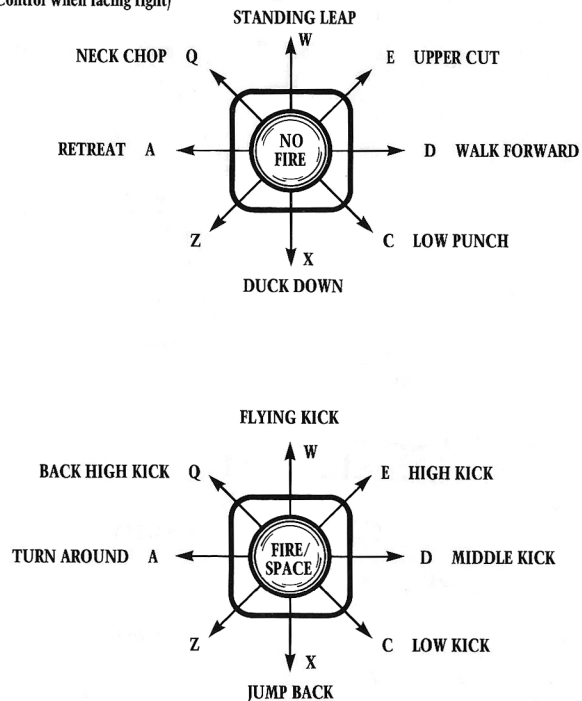 Control when facing right)
STANDING LEAP
W
NECK CHOP Q
E UPPER CUT
RETREAT A
NO
FIRE
D WALK FORWARD
Z
C LOW PUNCH
X
DUCK DOWN
FLYING KICK
W
BACK HIGH KICK Q
E HIGH KICK
TURN AROUND A
FIRE/
SPACE
D MIDDLE KICK
Z
C LOW KICK
X
JUMP BACK